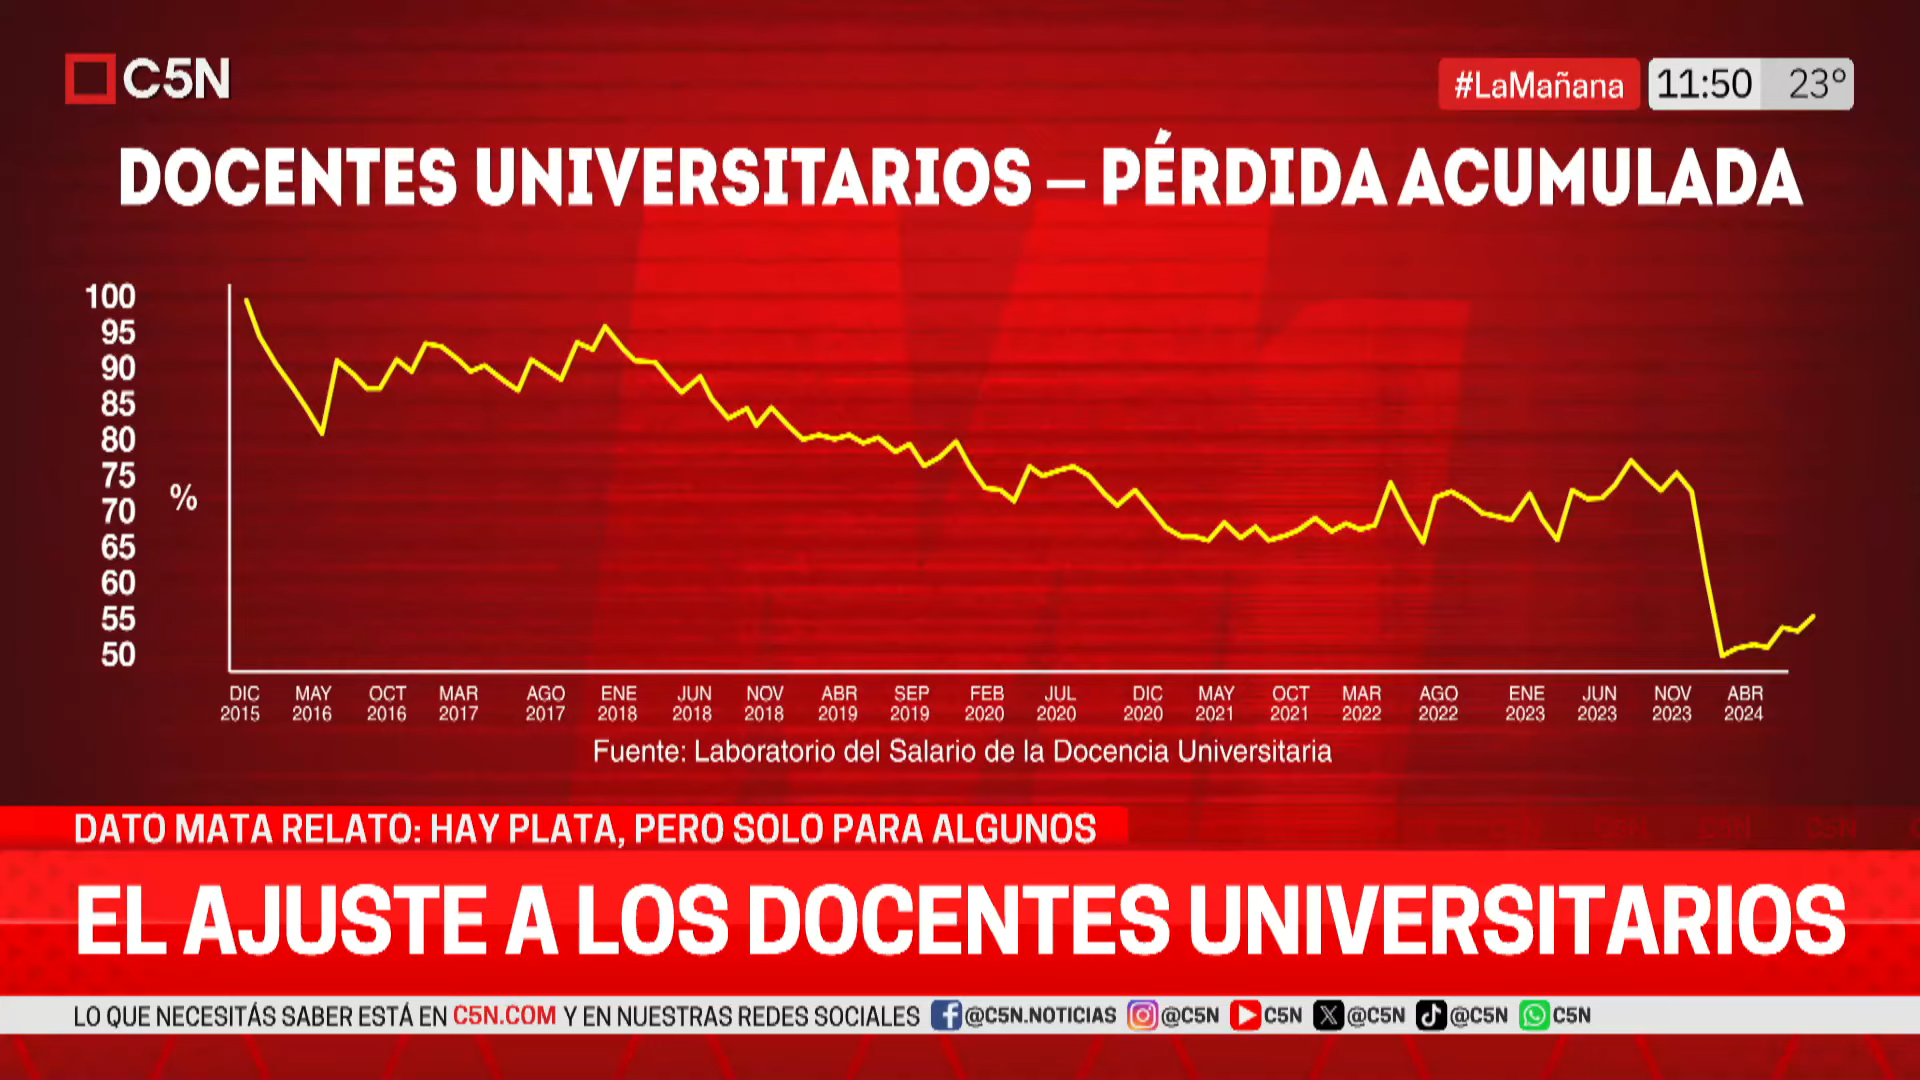 C5N
#LaMañana 11:50 23°
DOCENTES UNIVERSITARIOS – PÉRDIDA ACUMULADA
100
95
90
85
80
75
70
65
60
55
50
%
DIC 2015
MAY 2016
OCT 2016
MAR 2017
AGO 2017
ENE 2018
JUN 2018
NOV 2018
ABR 2019
SEP 2019
FEB 2020
JUL 2020
DIC 2020
MAY 2021
OCT 2021
MAR 2022
AGO 2022
ENE 2023
JUN 2023
NOV 2023
ABR 2024
Fuente: Laboratorio del Salario de la Docencia Universitaria
DATO MATA RELATO: HAY PLATA, PERO SOLO PARA ALGUNOS
EL AJUSTE A LOS DOCENTES UNIVERSITARIOS
LO QUE NECESITÁS SABER ESTÁ EN C5N.COM Y EN NUESTRAS REDES SOCIALES @C5N.NOTICIAS @C5N C5N @C5N @C5N C5N